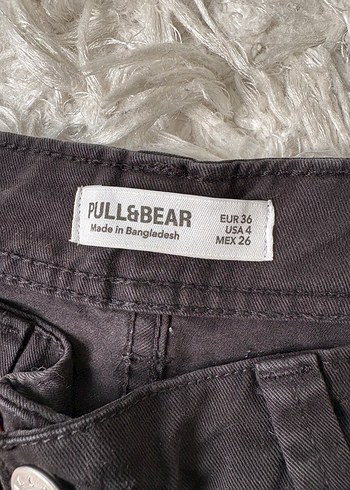 PULL&BEAR
Made in Bangladesh
EUR 36
USA 4
MEX 26